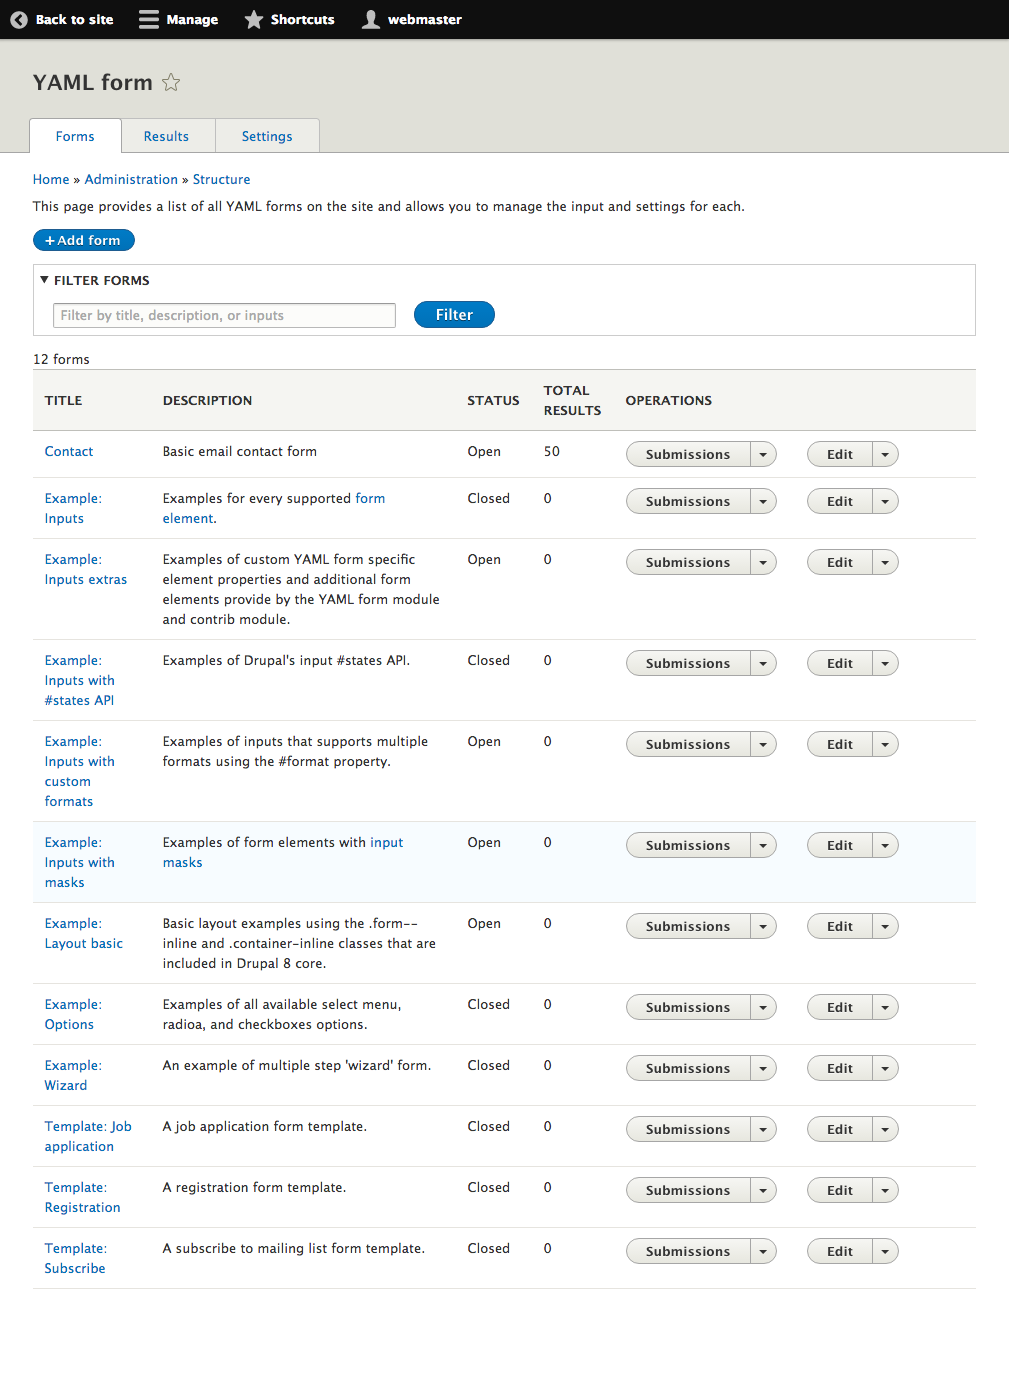 Back to site Manage Shortcuts webmaster
YAML form
Forms Results Settings
Home » Administration » Structure
This page provides a list of all YAML forms on the site and allows you to manage the input and settings for each.
+ Add form
▼ FILTER FORMS
Filter by title, description, or inputs Filter
12 forms
TITLE DESCRIPTION STATUS TOTAL RESULTS OPERATIONS
Contact Basic email contact form Open 50 Submissions Edit
Example: Examples for every supported form Closed 0 Submissions Edit
Inputs element.
Example: Examples of custom YAML form specific Open 0 Submissions Edit
Inputs extras element properties and additional form
elements provide by the YAML form module
and contrib module.
Example: Examples of Drupal's input #states API. Closed 0 Submissions Edit
Inputs with
#states API
Example: Examples of inputs that supports multiple Open 0 Submissions Edit
Inputs with formats using the #format property.
custom
formats
Example: Examples of form elements with input Open 0 Submissions Edit
Inputs with masks
masks
Example: Basic layout examples using the .form-- Open 0 Submissions Edit
Layout basic inline and .container-inline classes that are
included in Drupal 8 core.
Example: Examples of all available select menu, Closed 0 Submissions Edit
Options radioa, and checkboxes options.
Example: An example of multiple step 'wizard' form. Closed 0 Submissions Edit
Wizard
Template: Job A job application form template. Closed 0 Submissions Edit
application
Template: A registration form template. Closed 0 Submissions Edit
Registration
Template: A subscribe to mailing list form template. Closed 0 Submissions Edit
Subscribe